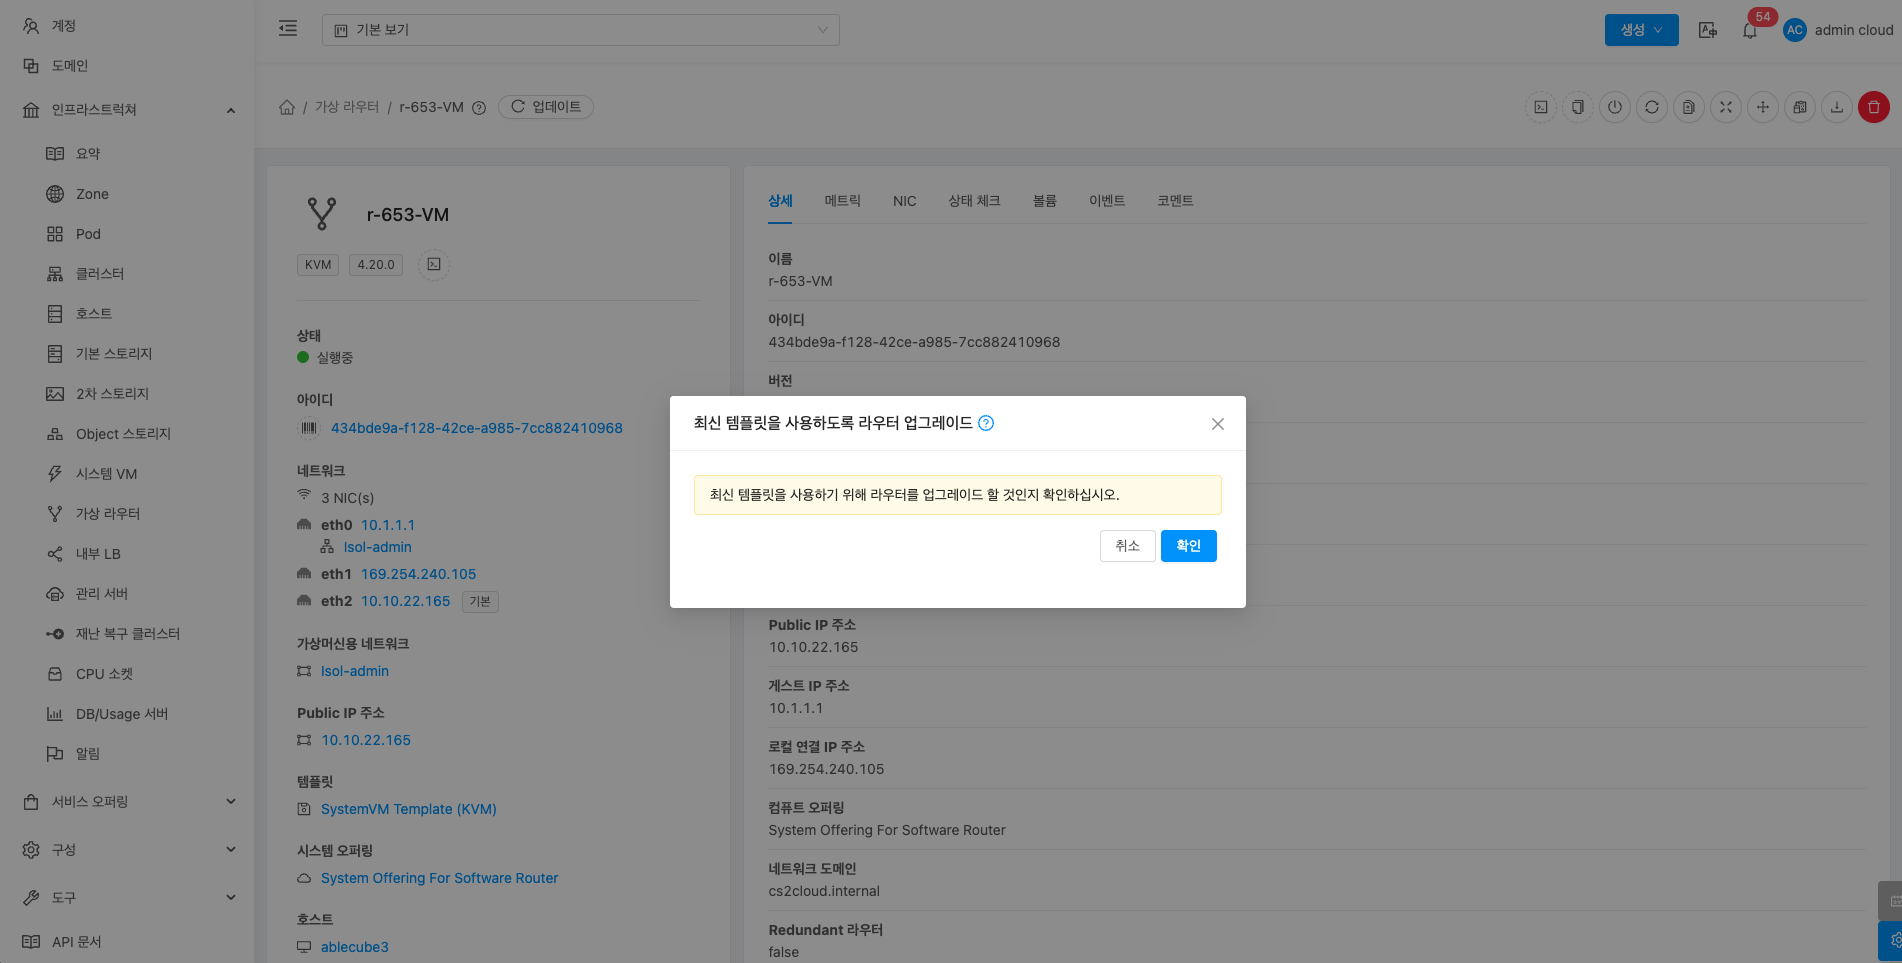 계정
도메인
인프라스트럭쳐
요약
Zone
Pod
클러스터
호스트
기본 스토리지
2차 스토리지
Object 스토리지
시스템 VM
가상 라우터
내부 LB
관리 서버
재난 복구 클러스터
CPU 소켓
DB/Usage 서버
알림
서비스 오퍼링
구성
도구
API 문서
기본 보기
생성
54
AC
admin cloud
/ 가상 라우터 / r-653-VM
업데이트
r-653-VM
KVM
4.20.0
상태
실행중
아이디
434bde9a-f128-42ce-a985-7cc882410968
네트워크
3 NIC(s)
eth0 10.1.1.1
Isol-admin
eth1 169.254.240.105
eth2 10.10.22.165 기본
가상머신용 네트워크
Isol-admin
Public IP 주소
10.10.22.165
템플릿
SystemVM Template (KVM)
시스템 오퍼링
System Offering For Software Router
호스트
ablecube3
상세 메트릭 NIC 상태 체크 볼륨 이벤트 코멘트
이름
r-653-VM
아이디
434bde9a-f128-42ce-a985-7cc882410968
버전
최신 템플릿을 사용하도록 라우터 업그레이드
최신 템플릿을 사용하기 위해 라우터를 업그레이드 할 것인지 확인하십시오.
취소
확인
Public IP 주소
10.10.22.165
게스트 IP 주소
10.1.1.1
로컬 연결 IP 주소
169.254.240.105
컴퓨트 오퍼링
System Offering For Software Router
네트워크 도메인
cs2cloud.internal
Redundant 라우터
false